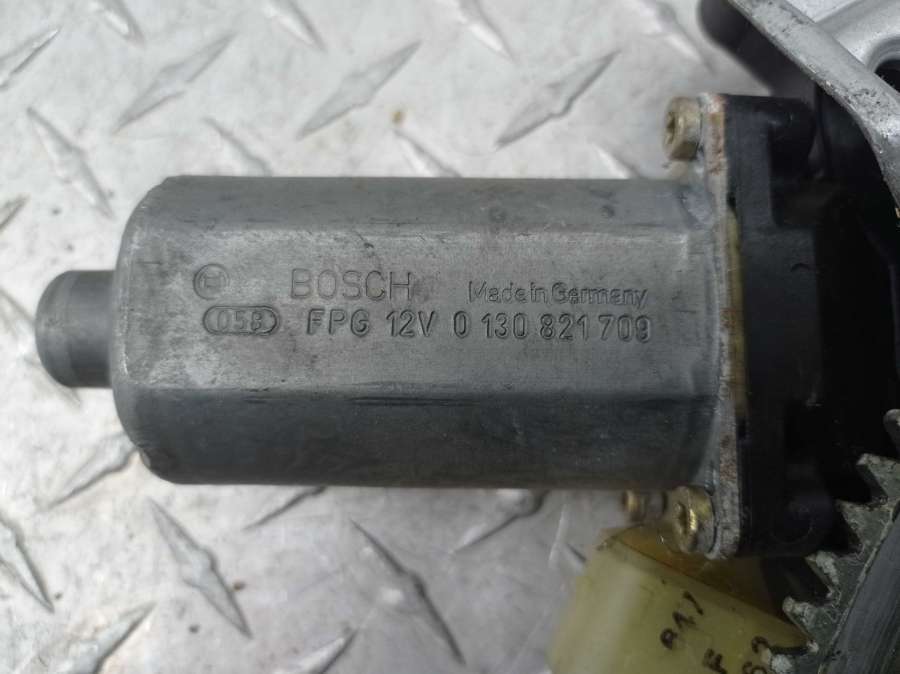 BOSCH Made in Germany
058 FPG 12V 0 130 821 709
F